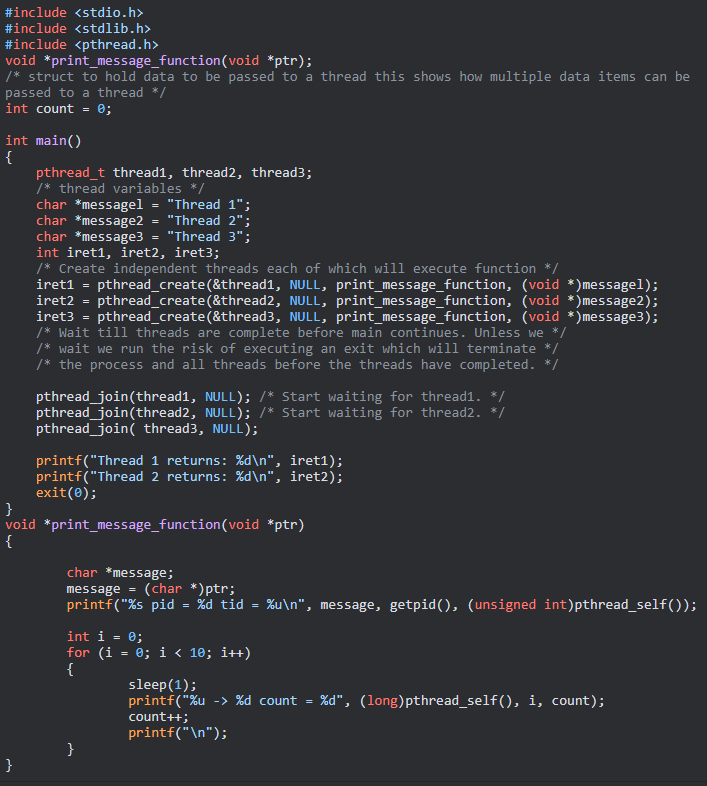 #include <stdio.h>
#include <stdlib.h>
#include <pthread.h>
void *print_message_function(void *ptr);
/* struct to hold data to be passed to a thread this shows how multiple data items can be
passed to a thread */
int count = 0;

int main()
{
    pthread_t thread1, thread2, thread3;
    /* thread variables */
    char *messagel = "Thread 1";
    char *message2 = "Thread 2";
    char *message3 = "Thread 3";
    int iret1, iret2, iret3;
    /* Create independent threads each of which will execute function */
    iret1 = pthread_create(&thread1, NULL, print_message_function, (void *)messagel);
    iret2 = pthread_create(&thread2, NULL, print_message_function, (void *)message2);
    iret3 = pthread_create(&thread3, NULL, print_message_function, (void *)message3);
    /* Wait till threads are complete before main continues. Unless we */
    /* wait we run the risk of executing an exit which will terminate */
    /* the process and all threads before the threads have completed. */

    pthread_join(thread1, NULL); /* Start waiting for thread1. */
    pthread_join(thread2, NULL); /* Start waiting for thread2. */
    pthread_join( thread3, NULL);

    printf("Thread 1 returns: %d\n", iret1);
    printf("Thread 2 returns: %d\n", iret2);
    exit(0);
}
void *print_message_function(void *ptr)
{

        char *message;
        message = (char *)ptr;
        printf("%s pid = %d tid = %u\n", message, getpid(), (unsigned int)pthread_self());

        int i = 0;
        for (i = 0; i < 10; i++)
        {
                sleep(1);
                printf("%u -> %d count = %d", (long)pthread_self(), i, count);
                count++;
                printf("\n");
        }
}